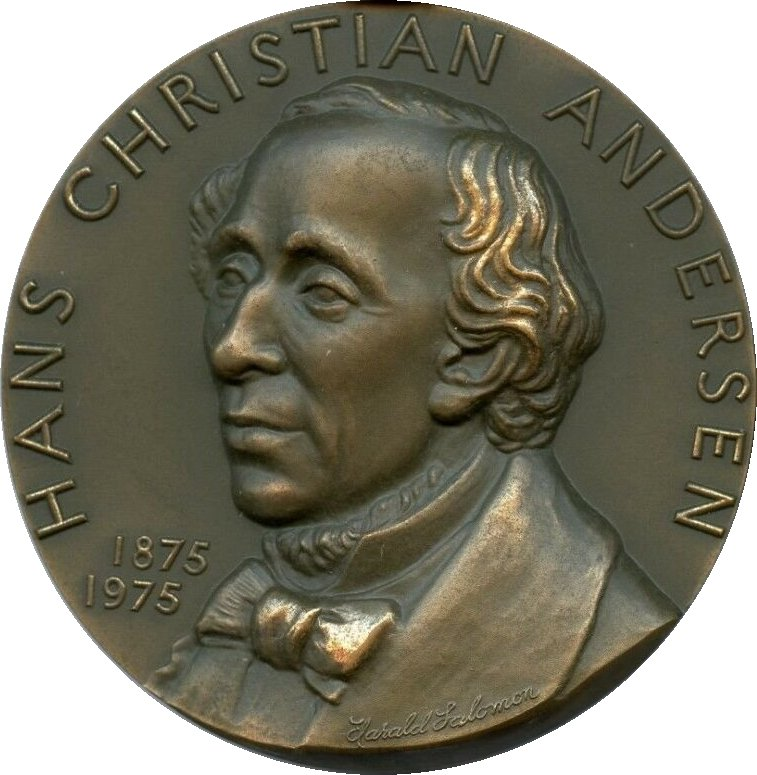 HANS CHRISTIAN ANDERSEN
1875
1975
Harald Salomon